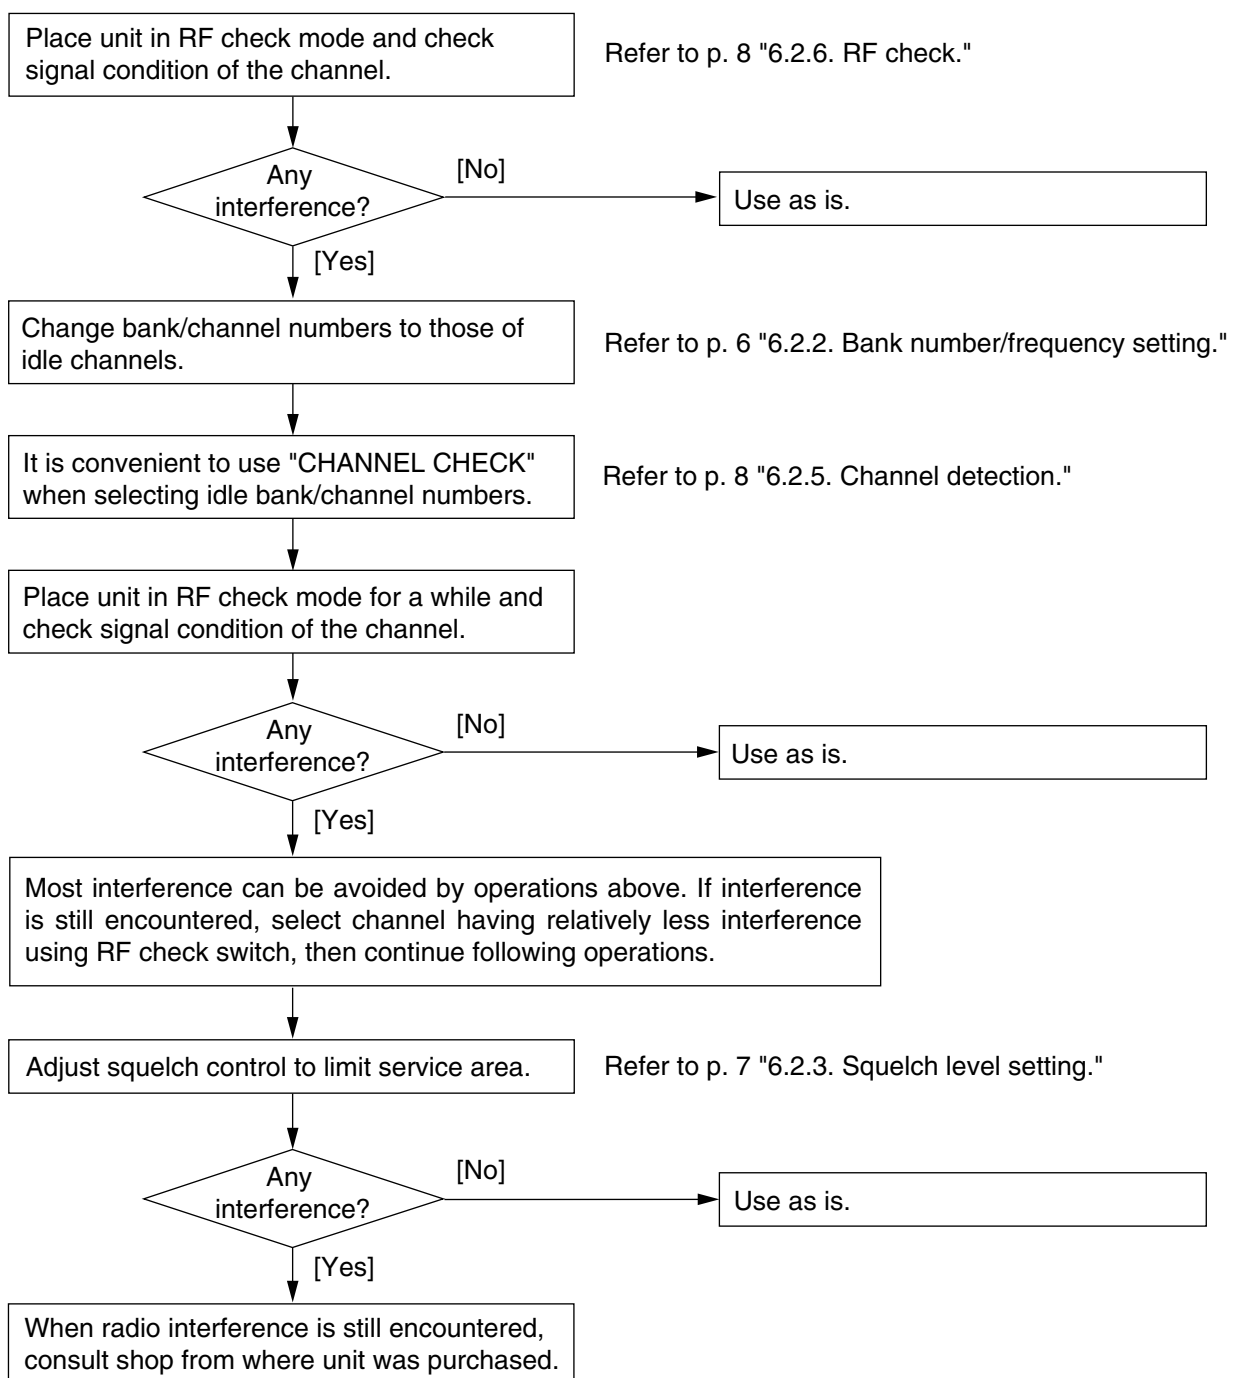 Place unit in RF check mode and check
signal condition of the channel.
Refer to p. 8 "6.2.6. RF check."
Any
interference?
[No]
Use as is.
[Yes]
Change bank/channel numbers to those of
idle channels.
Refer to p. 6 "6.2.2. Bank number/frequency setting."
It is convenient to use "CHANNEL CHECK"
when selecting idle bank/channel numbers.
Refer to p. 8 "6.2.5. Channel detection."
Place unit in RF check mode for a while and
check signal condition of the channel.
Any
interference?
[No]
Use as is.
[Yes]
Most interference can be avoided by operations above. If interference
is still encountered, select channel having relatively less interference
using RF check switch, then continue following operations.
Adjust squelch control to limit service area.
Refer to p. 7 "6.2.3. Squelch level setting."
Any
interference?
[No]
Use as is.
[Yes]
When radio interference is still encountered,
consult shop from where unit was purchased.